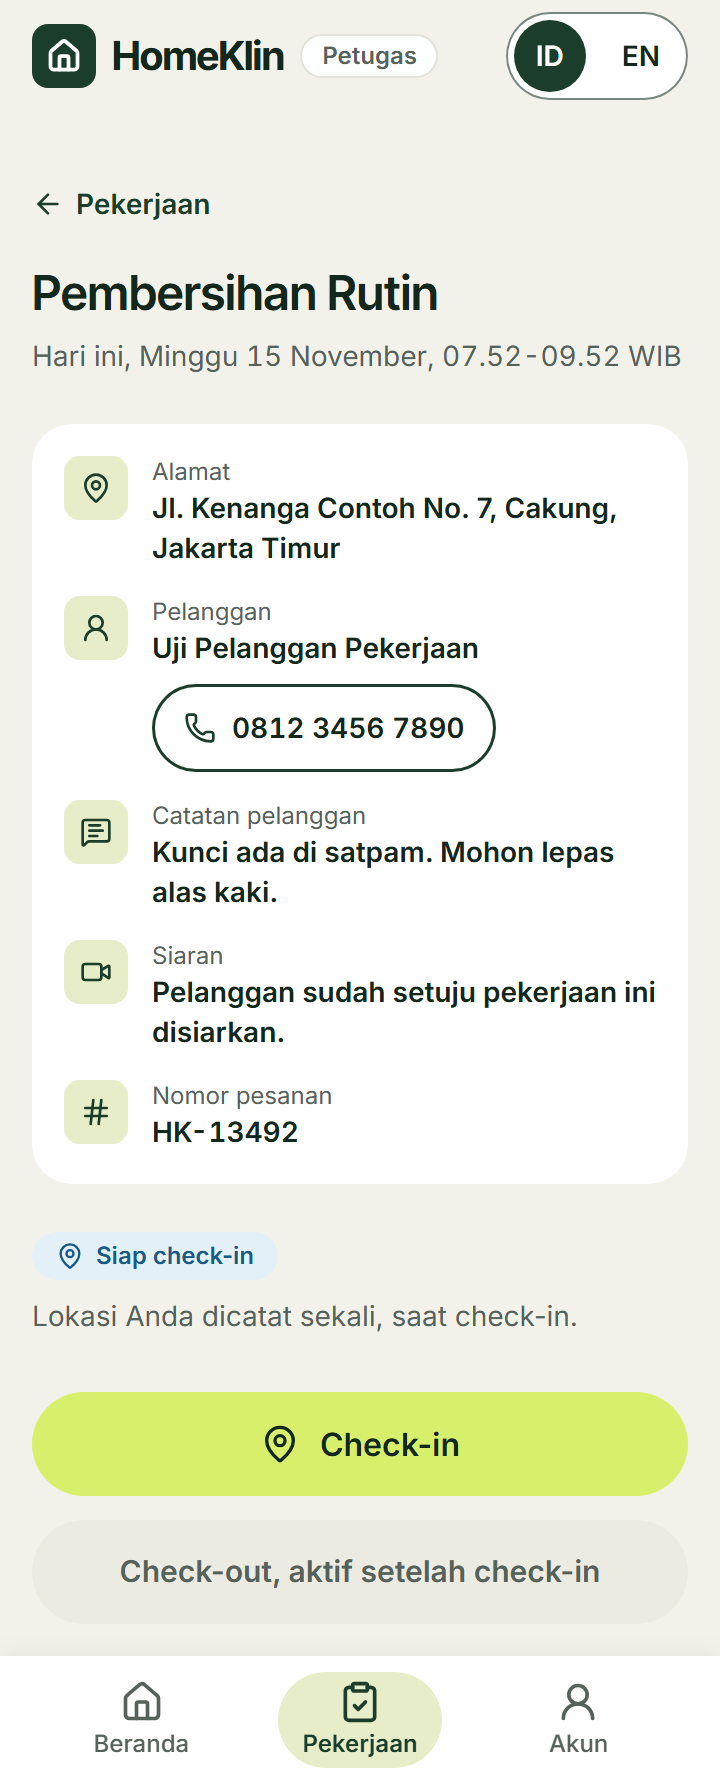 HomeKlin Petugas ID EN
Pekerjaan
Pembersihan Rutin
Hari ini, Minggu 15 November, 07.52-09.52 WIB
Alamat
Jl. Kenanga Contoh No. 7, Cakung,
Jakarta Timur
Pelanggan
Uji Pelanggan Pekerjaan
0812 3456 7890
Catatan pelanggan
Kunci ada di satpam. Mohon lepas
alas kaki.
Siaran
Pelanggan sudah setuju pekerjaan ini
disiarkan.
Nomor pesanan
HK-13492
Siap check-in
Lokasi Anda dicatat sekali, saat check-in.
Check-in
Check-out, aktif setelah check-in
Beranda Pekerjaan Akun